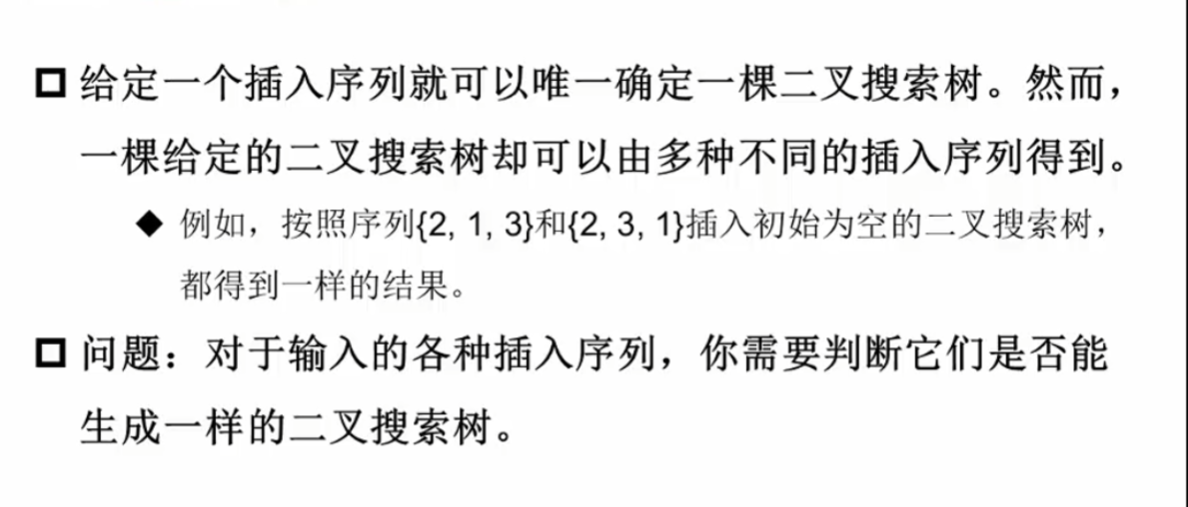 给定一个插入序列就可以唯一确定一棵二叉搜索树。然而，
一棵给定的二叉搜索树却可以由多种不同的插入序列得到。
例如，按照序列{2, 1, 3}和{2, 3, 1}插入初始为空的二叉搜索树，
都得到一样的结果。
问题：对于输入的各种插入序列，你需要判断它们是否能
生成一样的二叉搜索树。